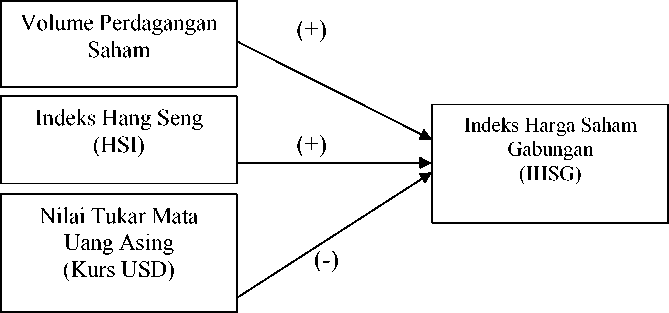 Volume Perdagangan
Saham
(+)
Indeks Hang Seng
(HSI)
(+)
Nilai Tukar Mata
Uang Asing
(Kurs USD)
(-)
Indeks Harga Saham
Gabungan
(IHSG)